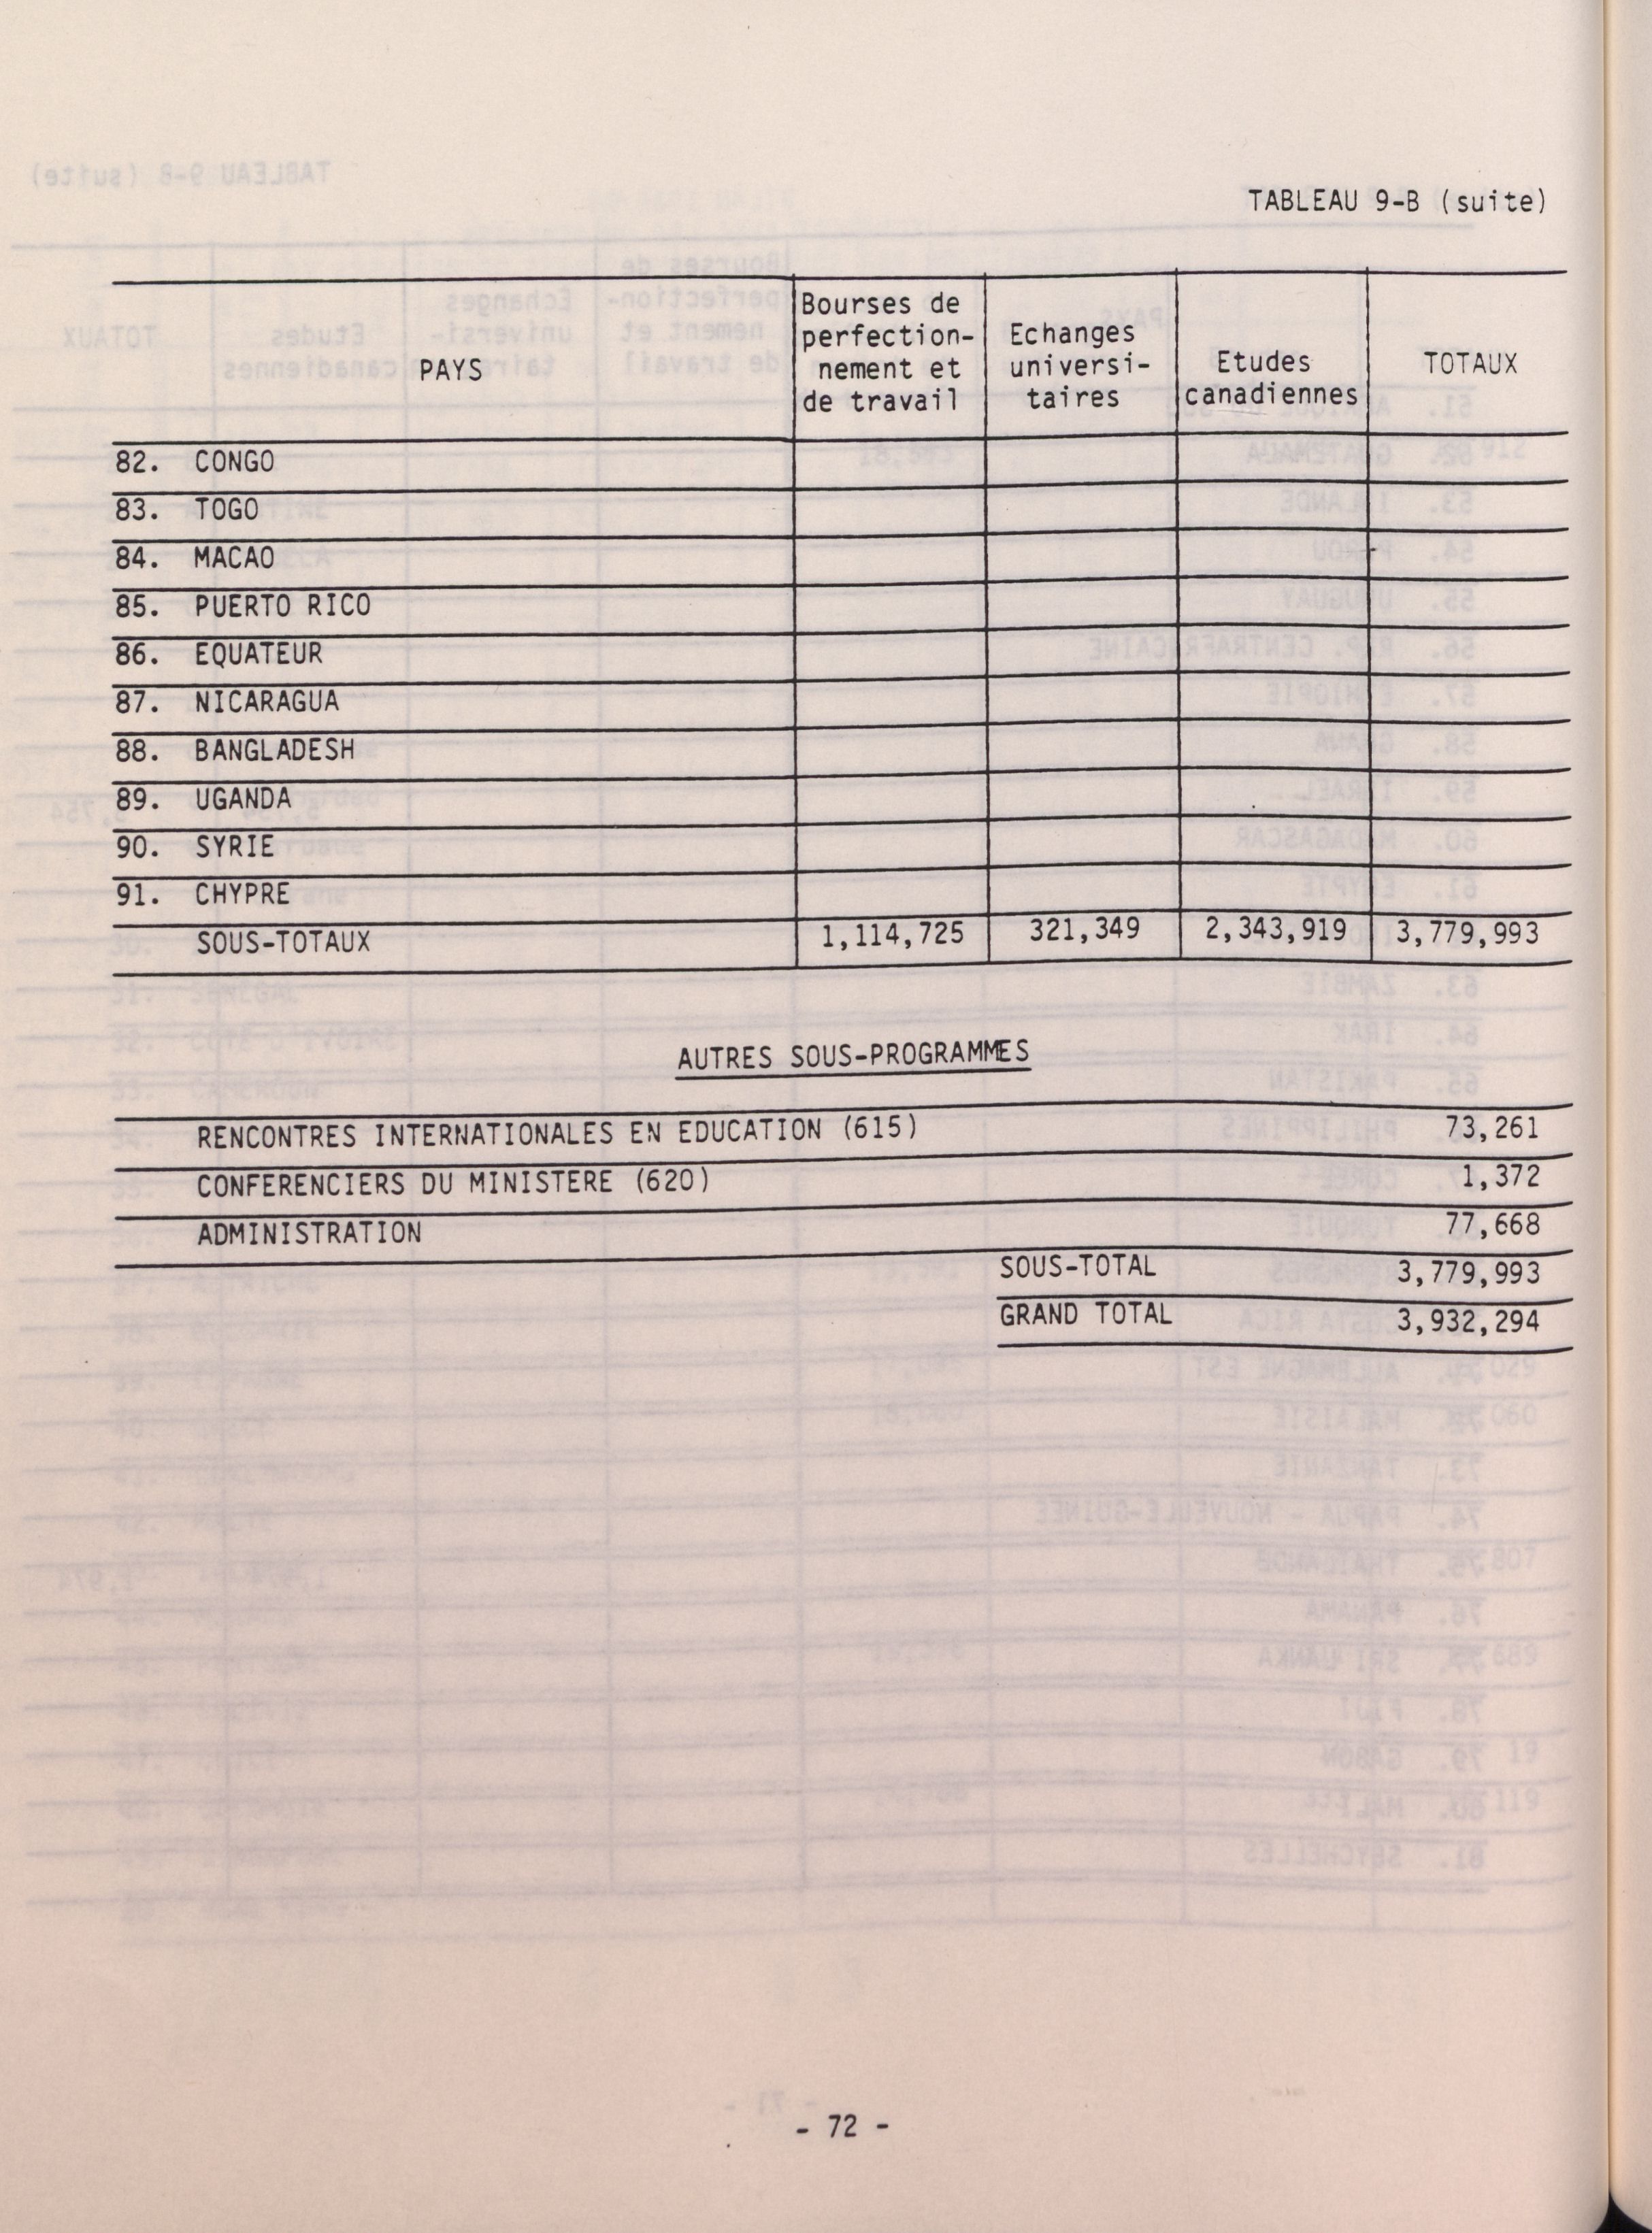 TABLEAU 9-B (suite)
PAYS
Bourses de
perfection-
nement et
de travail
Echanges
universi-
taires
Etudes
canadiennes
TOTAUX
82. CONGO
83. TOGO
84. MACAO
85. PUERTO RICO
86. EQUATEUR
87. NICARAGUA
88. BANGLADESH
89. UGANDA
90. SYRIE
91. CHYPRE
SOUS-TOTAUX 1,114,725 321,349 2,343,919 3,779,993
AUTRES SOUS-PROGRAMMES
RENCONTRES INTERNATIONALES EN EDUCATION (615) 73,261
CONFERENCIERS DU MINISTERE (620) 1,372
ADMINISTRATION 77,668
SOUS-TOTAL 3,779,993
GRAND TOTAL 3,932,294
- 72 -